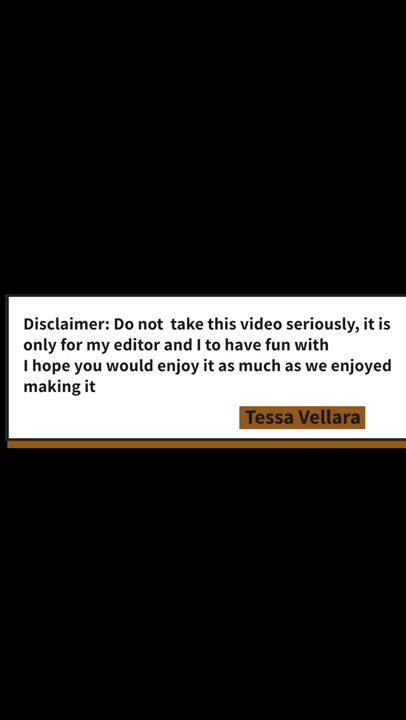 Disclaimer: Do not  take this video seriously, it is
only for my editor and I to have fun with
I hope you would enjoy it as much as we enjoyed
making it
Tessa Vellara